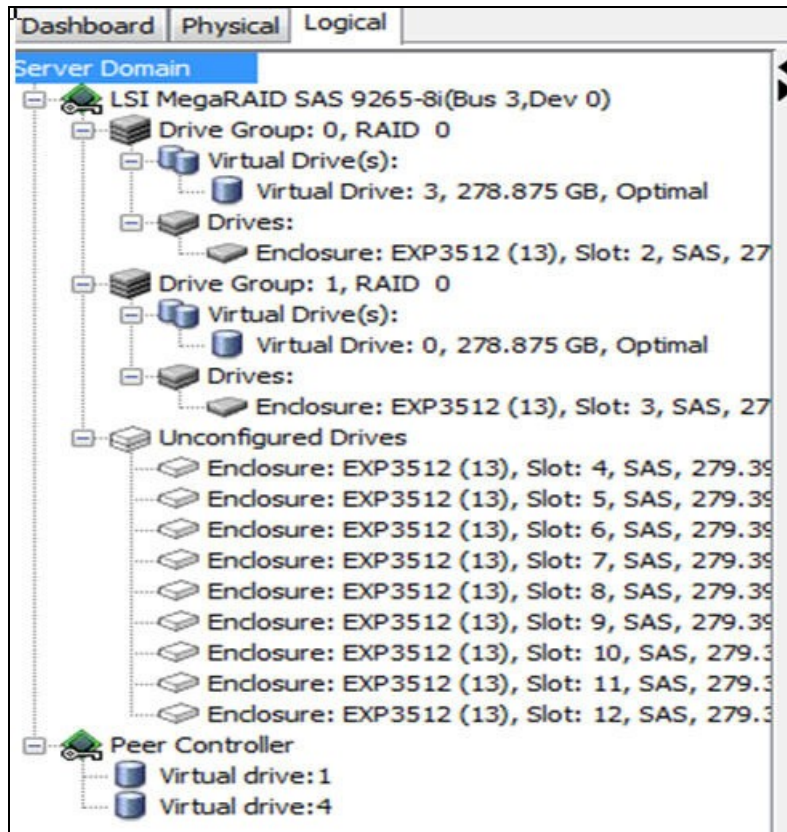 Dashboard Physical Logical
Server Domain
LSI MegaRAID SAS 9265-8i(Bus 3,Dev 0)
Drive Group: 0, RAID 0
Virtual Drive(s):
Virtual Drive: 3, 278.875 GB, Optimal
Drives:
Enclosure: EXP3512 (13), Slot: 2, SAS, 27
Drive Group: 1, RAID 0
Virtual Drive(s):
Virtual Drive: 0, 278.875 GB, Optimal
Drives:
Enclosure: EXP3512 (13), Slot: 3, SAS, 27
Unconfigured Drives
Enclosure: EXP3512 (13), Slot: 4, SAS, 279.39
Enclosure: EXP3512 (13), Slot: 5, SAS, 279.39
Enclosure: EXP3512 (13), Slot: 6, SAS, 279.39
Enclosure: EXP3512 (13), Slot: 7, SAS, 279.39
Enclosure: EXP3512 (13), Slot: 8, SAS, 279.39
Enclosure: EXP3512 (13), Slot: 9, SAS, 279.39
Enclosure: EXP3512 (13), Slot: 10, SAS, 279.3
Enclosure: EXP3512 (13), Slot: 11, SAS, 279.3
Enclosure: EXP3512 (13), Slot: 12, SAS, 279.3
Peer Controller
Virtual drive:1
Virtual drive:4